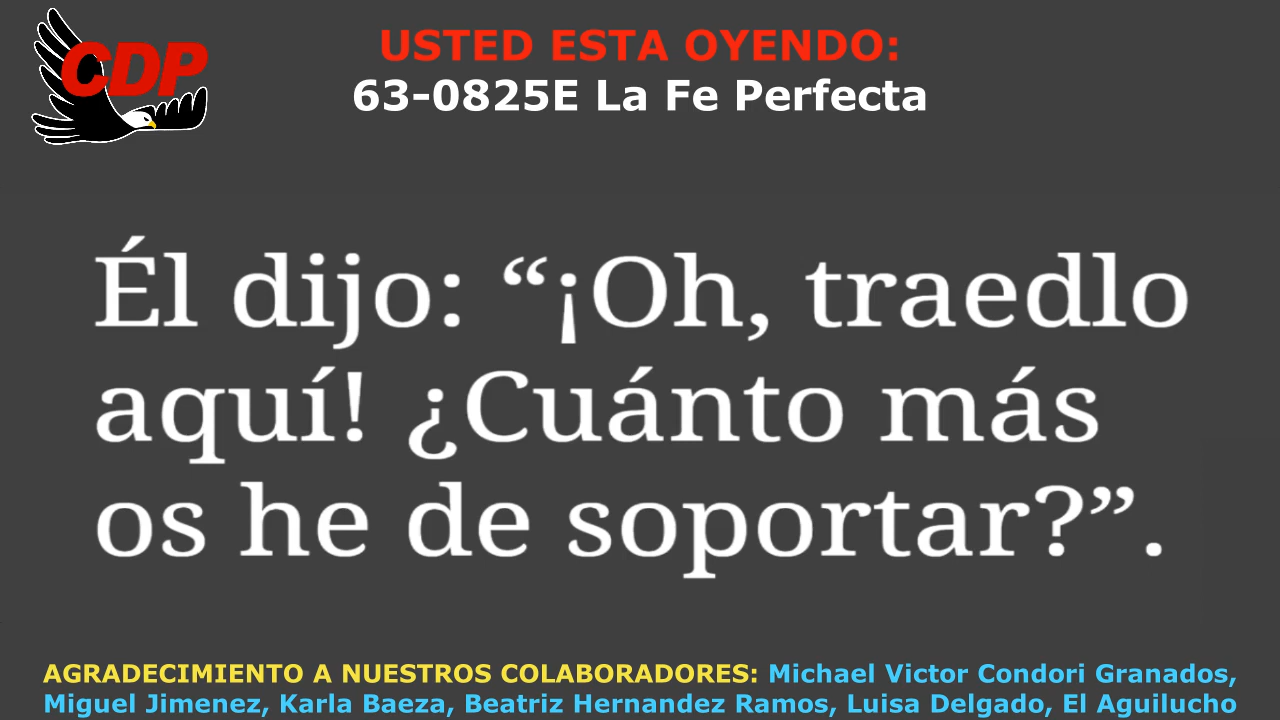 CDP
USTED ESTA OYENDO:
63-0825E La Fe Perfecta
Él dijo: “¡Oh, traedlo
aquí! ¿Cuánto más
os he de soportar?”.
AGRADECIMIENTO A NUESTROS COLABORADORES: Michael Victor Condori Granados,
Miguel Jimenez, Karla Baeza, Beatriz Hernandez Ramos, Luisa Delgado, El Aguilucho